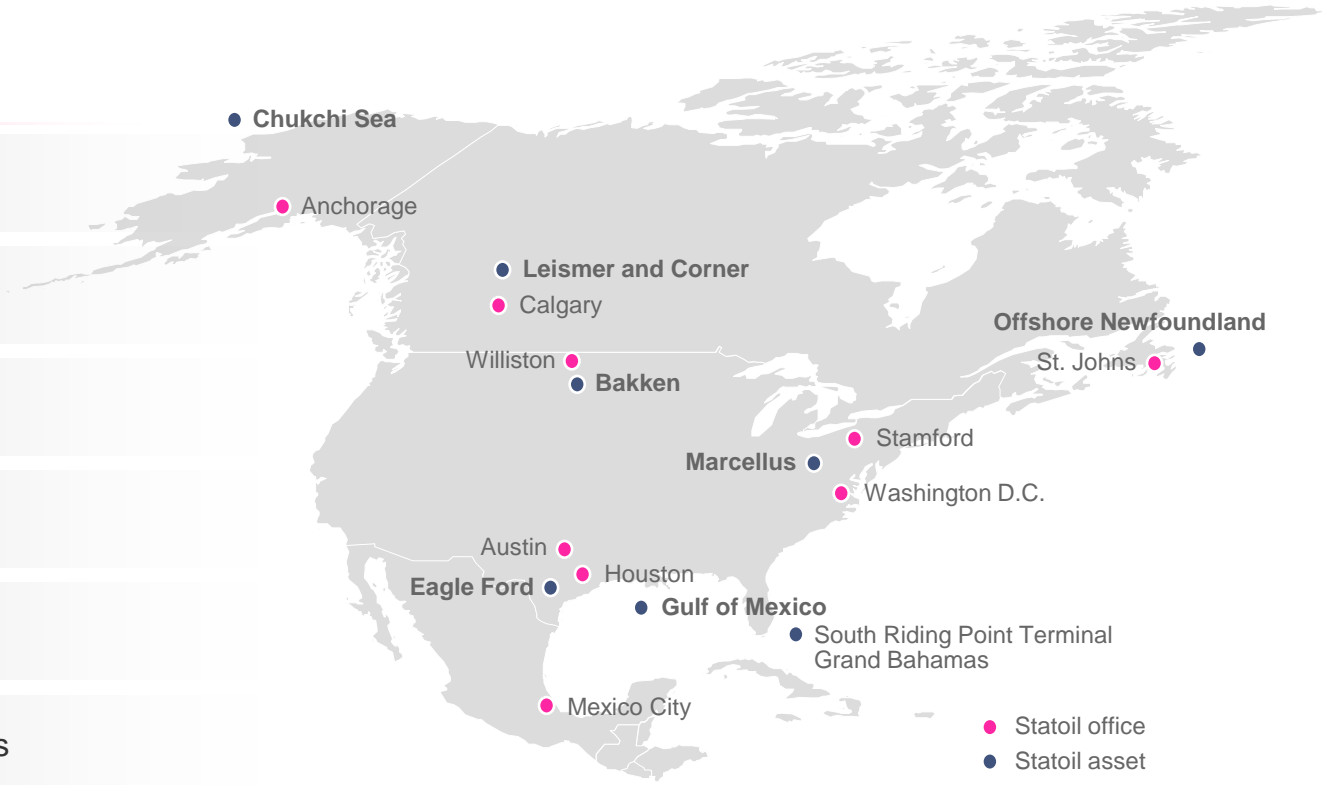 Chukchi Sea
Anchorage
Leismer and Corner
Calgary
Offshore Newfoundland
St. Johns
Williston
Bakken
Stamford
Marcellus
Washington D.C.
Austin
Houston
Eagle Ford
Gulf of Mexico
South Riding Point Terminal
Grand Bahamas
Mexico City
Statoil office
s
Statoil asset